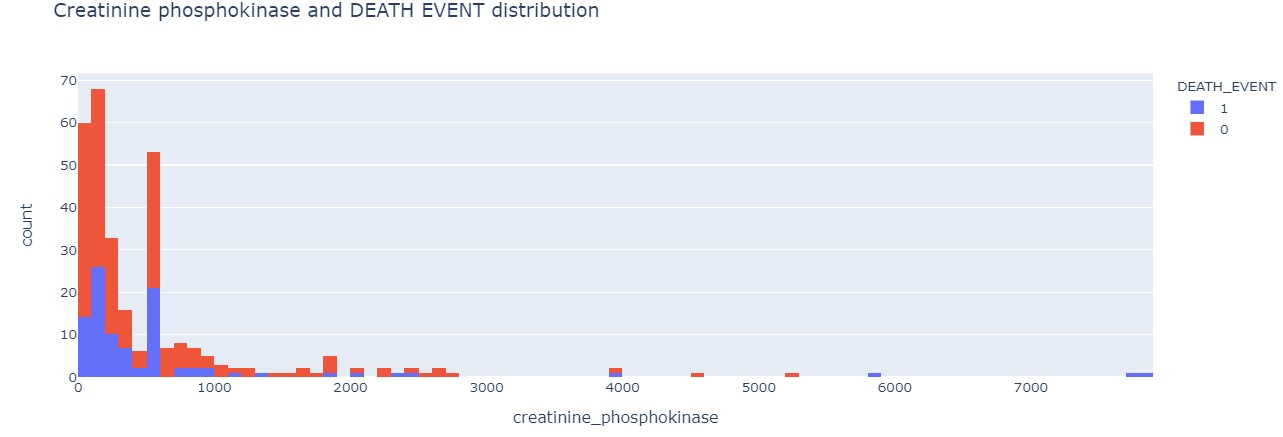 Creatinine phosphokinase and DEATH EVENT distribution
DEATH_EVENT
1
0
count
70
60
50
40
30
20
10
0
0 1000 2000 3000 4000 5000 6000 7000
creatinine_phosphokinase